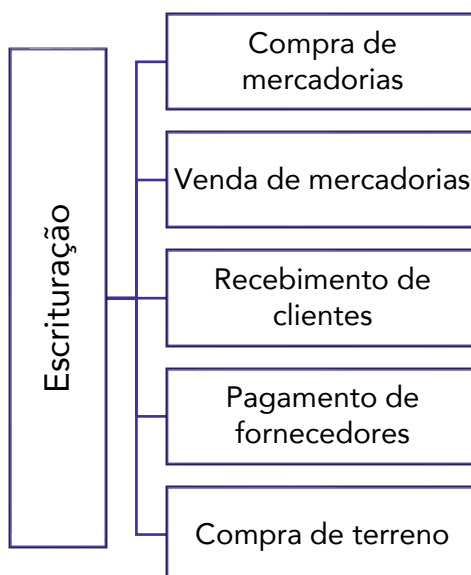 Escrituração
Compra de
mercadorias
Venda de mercadorias
Recebimento de
clientes
Pagamento de
fornecedores
Compra de terreno